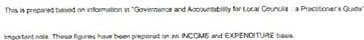 This is prepared based on information in "Governance and Accountability for Local Councils : a Practitioner's Guide"
Important note. These figures have been prepared on an INCOME and EXPENDITURE basis.